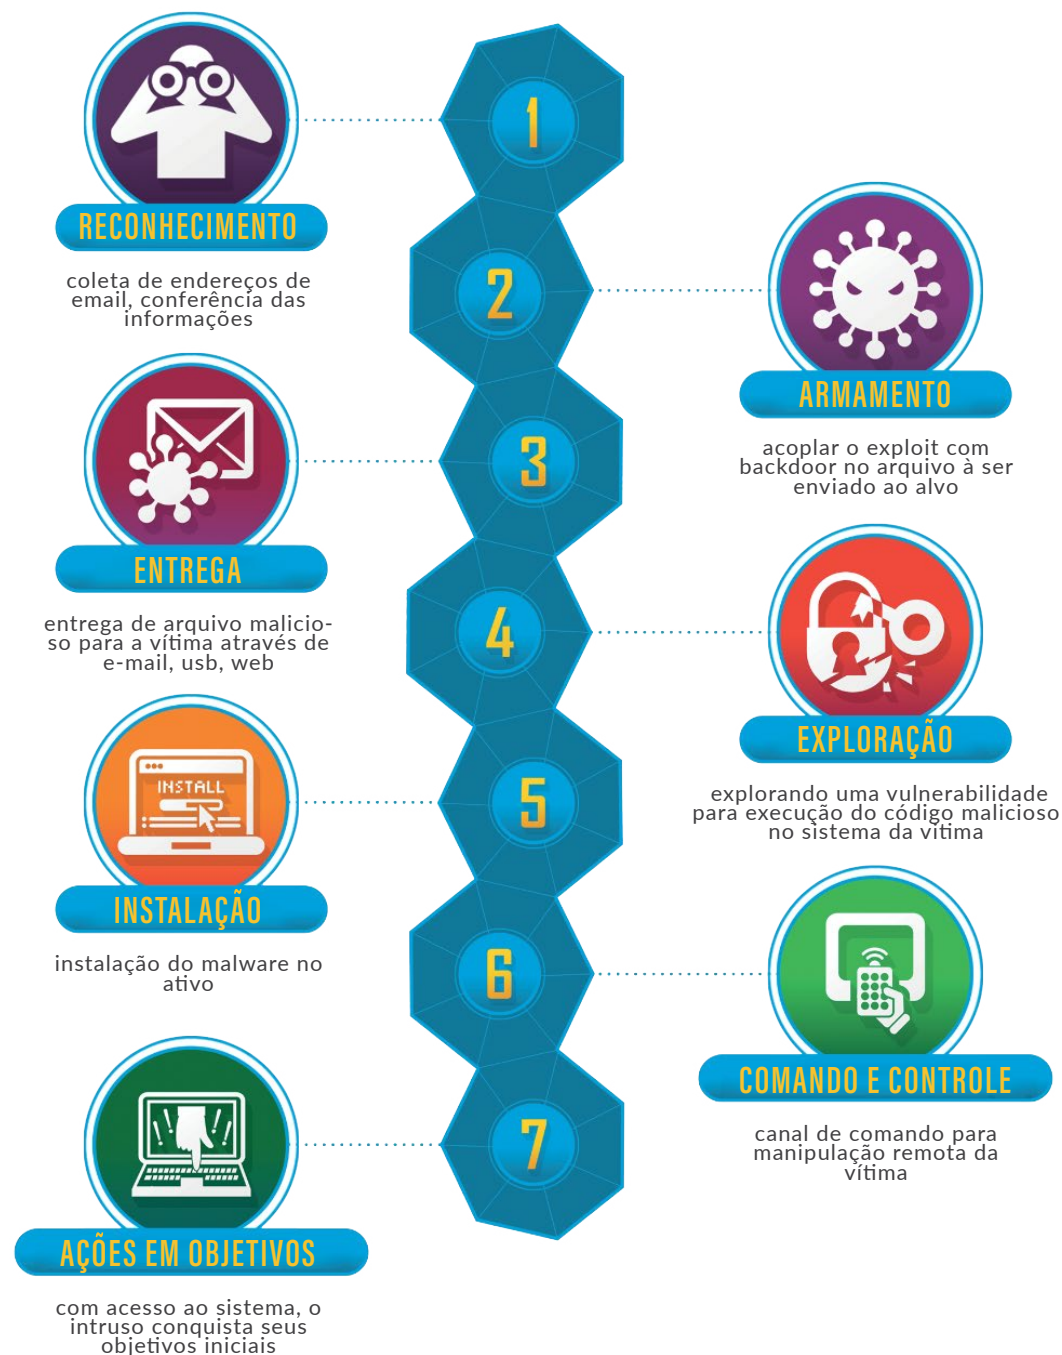 1
RECONHECIMENTO
coleta de endereços de
email, conferência das
informações
2
ARMAMENTO
acoplar o exploit com
backdoor no arquivo à ser
enviado ao alvo
3
ENTREGA
entrega de arquivo malicio-
so para a vítima através de
e-mail, usb, web
4
EXPLORAÇÃO
explorando uma vulnerabilidade
para execução do código malicioso
no sistema da vítima
5
INSTALL
INSTALAÇÃO
instalação do malware no
ativo
6
COMANDO E CONTROLE
canal de comando para
manipulação remota da
vítima
7
AÇÕES EM OBJETIVOS
com acesso ao sistema, o
intruso conquista seus
objetivos iniciais